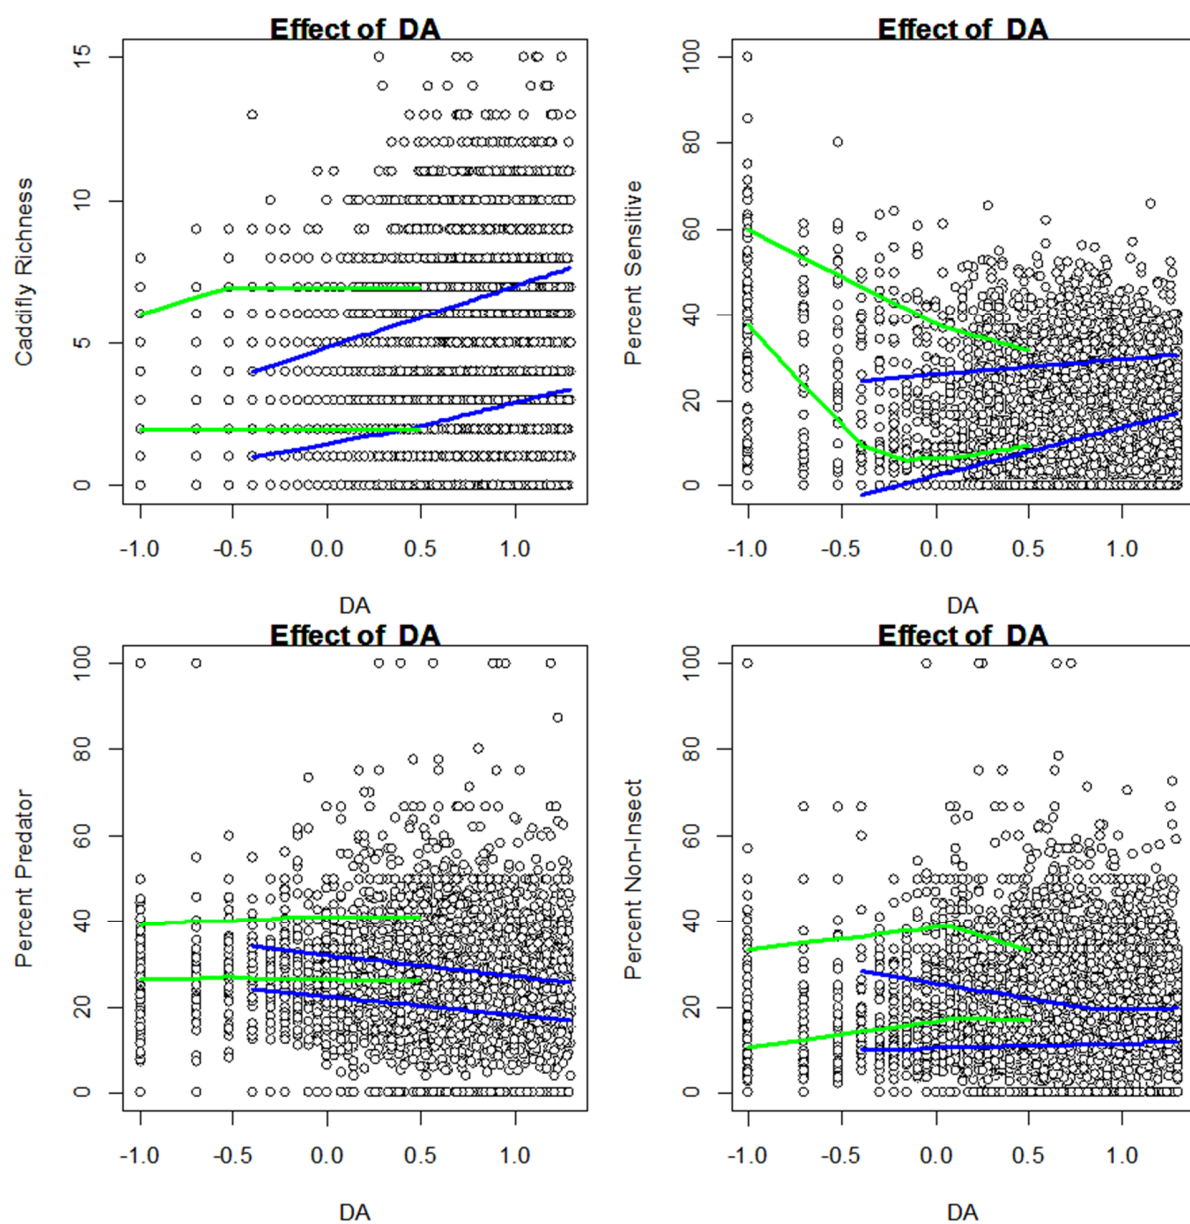 Effect of DA
15
10
5
0
Caddifly Richness
-1.0 -0.5 0.0 0.5 1.0
DA
Effect of DA
100
80
60
40
20
0
Percent Sensitive
-1.0 -0.5 0.0 0.5 1.0
DA
Effect of DA
100
80
60
40
20
0
Percent Predator
-1.0 -0.5 0.0 0.5 1.0
DA
Effect of DA
100
80
60
40
20
0
Percent Non-Insect
-1.0 -0.5 0.0 0.5 1.0
DA